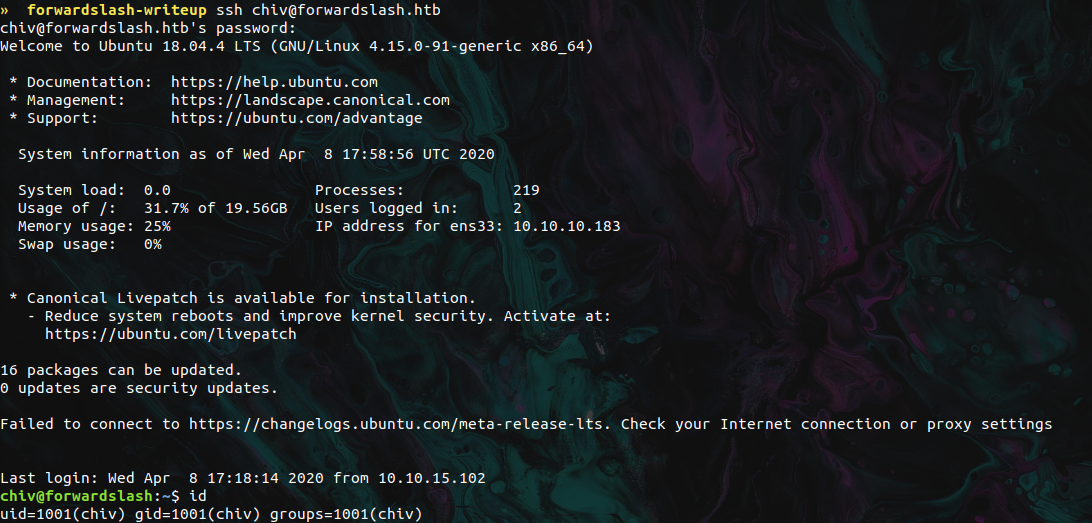 »  forwardslash-writeup ssh chiv@forwardslash.htb
chiv@forwardslash.htb's password:
Welcome to Ubuntu 18.04.4 LTS (GNU/Linux 4.15.0-91-generic x86_64)
 * Documentation:  https://help.ubuntu.com
 * Management:     https://landscape.canonical.com
 * Support:        https://ubuntu.com/advantage
  System information as of Wed Apr  8 17:58:56 UTC 2020
  System load:  0.0                Processes:            219
  Usage of /:   31.7% of 19.56GB   Users logged in:      2
  Memory usage: 25%                IP address for ens33: 10.10.10.183
  Swap usage:   0%
 * Canonical Livepatch is available for installation.
   - Reduce system reboots and improve kernel security. Activate at:
     https://ubuntu.com/livepatch
16 packages can be updated.
0 updates are security updates.
Failed to connect to https://changelogs.ubuntu.com/meta-release-lts. Check your Internet connection or proxy settings
Last login: Wed Apr  8 17:18:14 2020 from 10.10.15.102
chiv@forwardslash:~$ id
uid=1001(chiv) gid=1001(chiv) groups=1001(chiv)